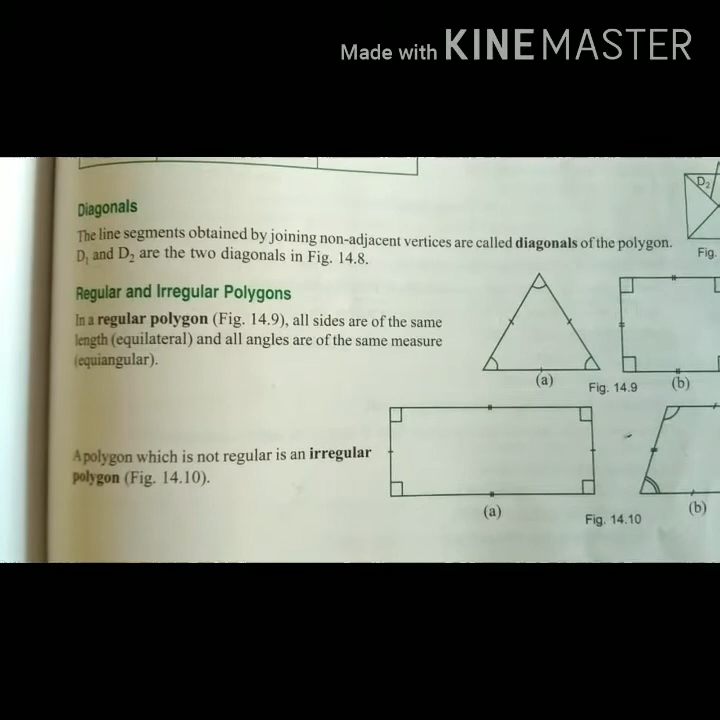 Made with KINEMASTER
Diagonals
D2
The line segments obtained by joining non-adjacent vertices are called diagonals of the polygon.
D1 and D2 are the two diagonals in Fig. 14.8.
Fig.
Regular and Irregular Polygons
In a regular polygon (Fig. 14.9), all sides are of the same
length (equilateral) and all angles are of the same measure
(equiangular).
(a)
Fig. 14.9
(b)
A polygon which is not regular is an irregular
polygon (Fig. 14.10).
(a)
Fig. 14.10
(b)